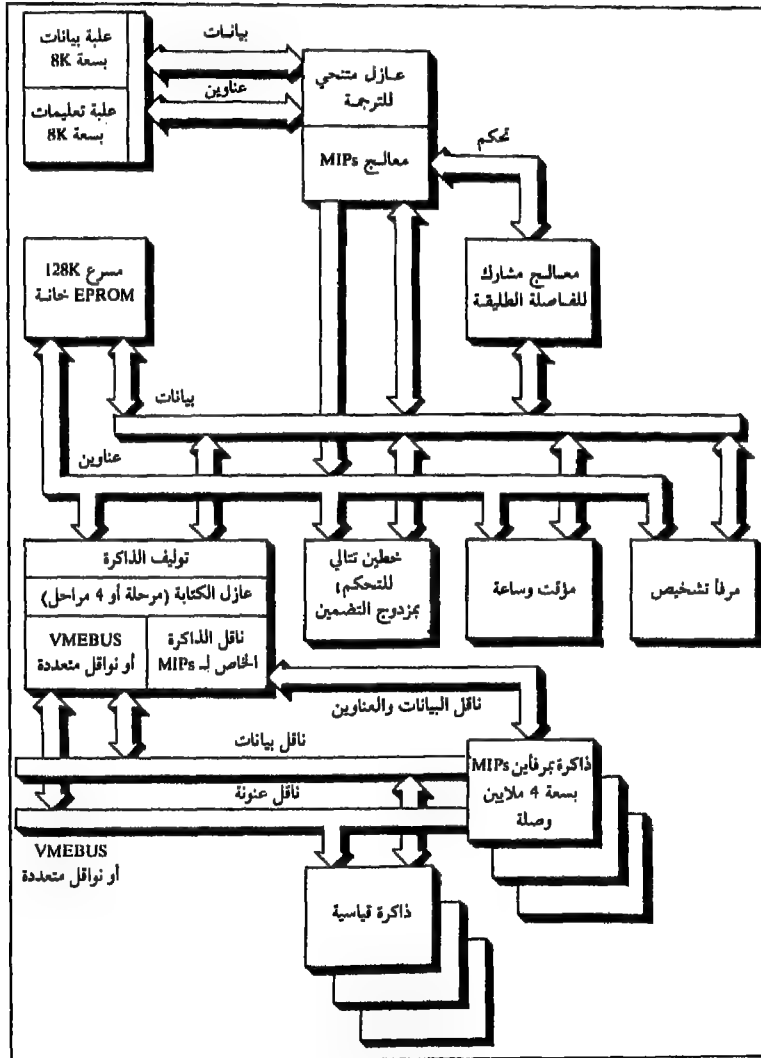 علبة بيانات
بسعة 8K
علبة تعليمات
بسعة 8K
بيانات
عناوين
عازل متنحي
للترجمة
معالج MIPs
تحكم
مسرع 128K
خانة EPROM
معالج مشارك
للفاصلة الطليقة
بيانات
عناوين
توليف الذاكرة
عازل الكتابة (مرحلة أو 4 مراحل)
VMEBUS
أو نواقل متعددة
ناقل الذاكرة
الخاص لـ MIPs
خطين تتالي
للتحكم،
بمزدوج التضمين
مؤقت وساعة
مرفأ تشخيص
ناقل البيانات والعناوين
ناقل بيانات
ناقل عنونة
ذاكرة بمرفأين MIPs
بسعة 4 ملايين
وصلة
VMEBUS
أو نواقل متعددة
ذاكرة قياسية